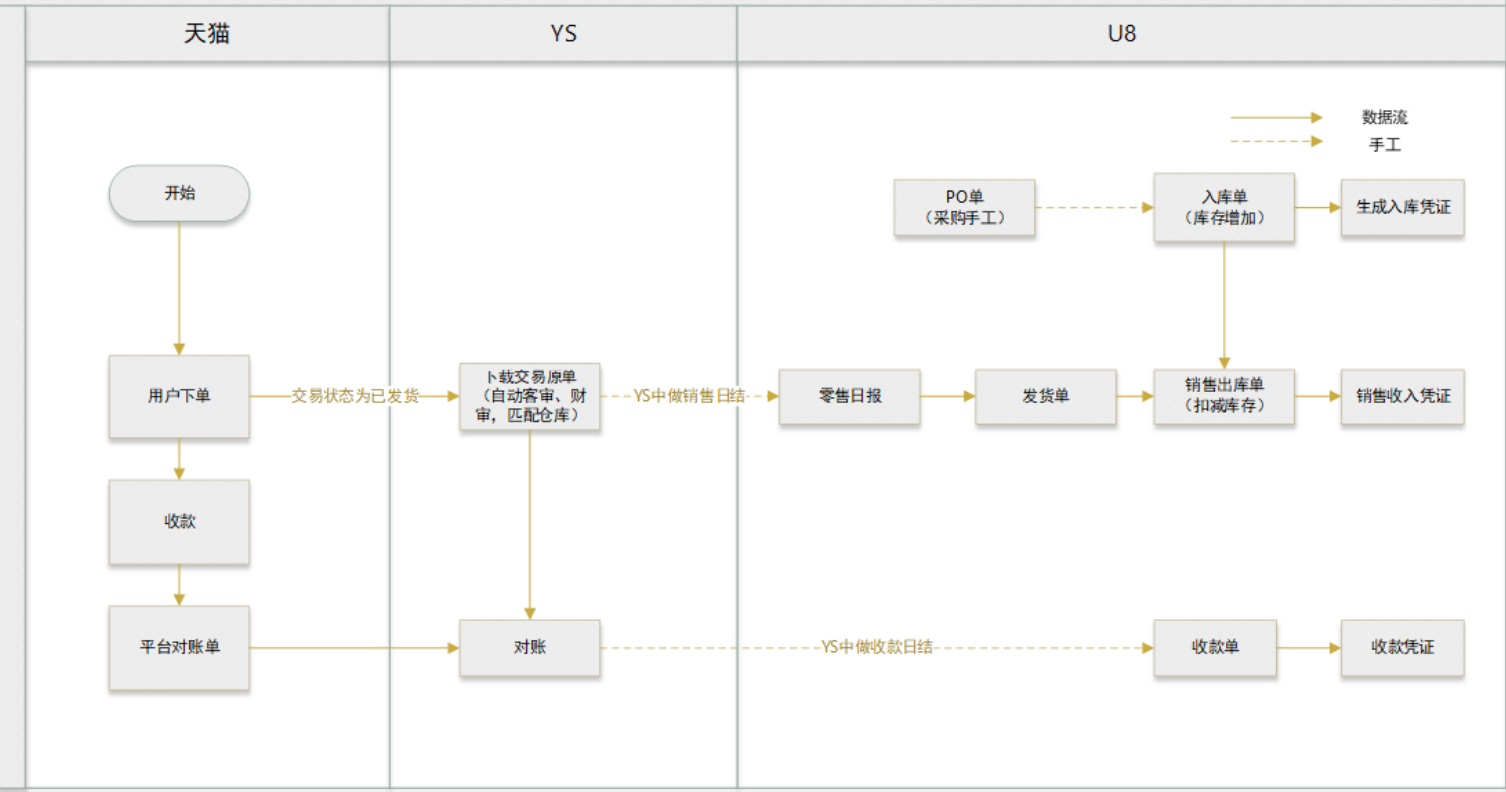 天猫
YS
U8
数据流
手工
开始
PO单
（采购手工）
入库单
（库存增加）
生成入库凭证
用户下单
交易状态为已发货
下载交易原单
（自动客审、财
审，匹配仓库）
YS中做销售日结
零售日报
发货单
销售出库单
（扣减库存）
销售收入凭证
收款
平台对账单
对账
YS中做收款日结
收款单
收款凭证